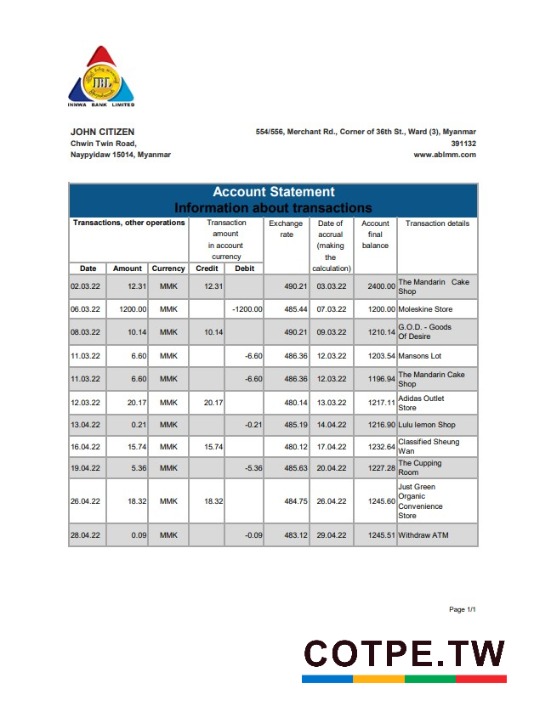 IBL
INNWA BANK LIMITED
JOHN CITIZEN
Chwin Twin Road,
Naypyidaw 15014, Myanmar
554/556, Merchant Rd., Corner of 36th St., Ward (3), Myanmar
391132
www.ablmm.com
Account Statement
Information about transactions
Transactions, other operations
Transaction
amount
in account
currency
Exchange
rate
Date of
accrual
(making
the
calculation)
Account
final
balance
Transaction details
Date Amount Currency Credit Debit
02.03.22 12.31 MMK 12.31 490.21 03.03.22 2400.00 The Mandarin Cake
Shop
06.03.22 1200.00 MMK -1200.00 485.44 07.03.22 1200.00 Moleskine Store
08.03.22 10.14 MMK 10.14 490.21 09.03.22 1210.14 G.O.D. - Goods
Of Desire
11.03.22 6.60 MMK -6.60 486.36 12.03.22 1203.54 Mansons Lot
11.03.22 6.60 MMK -6.60 486.36 12.03.22 1196.94 The Mandarin Cake
Shop
12.03.22 20.17 MMK 20.17 480.14 13.03.22 1217.11 Adidas Outlet
Store
13.04.22 0.21 MMK -0.21 485.19 14.04.22 1216.90 Lulu lemon Shop
16.04.22 15.74 MMK 15.74 480.12 17.04.22 1232.64 Classified Sheung
Wan
19.04.22 5.36 MMK -5.36 485.63 20.04.22 1227.28 The Cupping
Room
26.04.22 18.32 MMK 18.32 484.75 26.04.22 1245.60 Just Green
Organic
Convenience
Store
28.04.22 0.09 MMK -0.09 483.12 29.04.22 1245.51 Withdraw ATM
Page 1/1
COTPE.TW